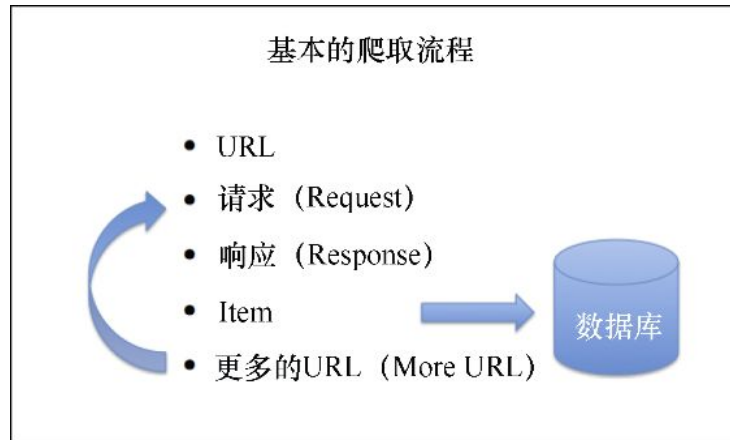 基本的爬取流程
• URL
• 请求（Request）
• 响应（Response）
• Item
数据库
• 更多的URL（More URL）